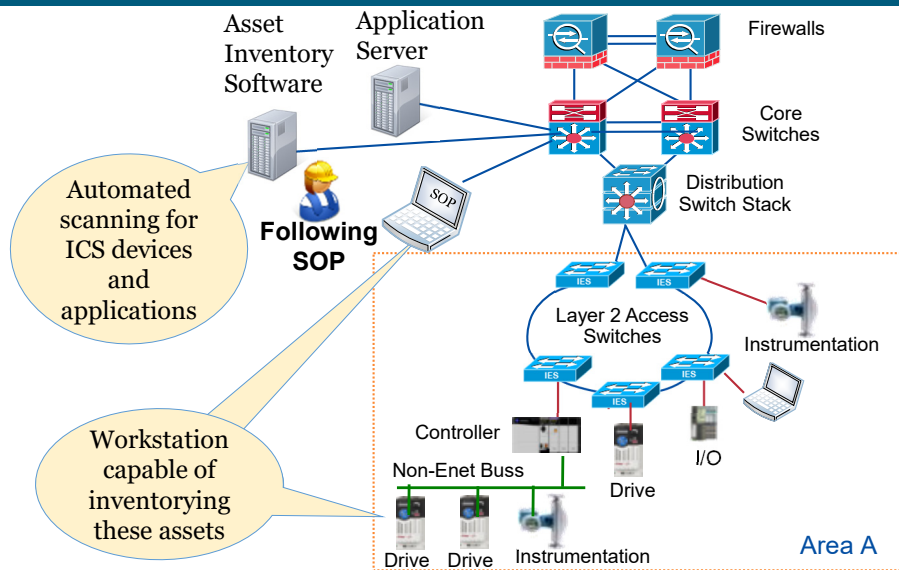 Asset
Inventory
Software
Application
Server
Firewalls
Core
Switches
Distribution
Switch Stack
Automated
scanning for
ICS devices
and
applications
Following
SOP
SOP
IES
IES
Layer 2 Access
Switches
Instrumentation
IES
IES
IES
Controller
I/O
Non-Enet Buss
Drive
Workstation
capable of
inventorying
these assets
Drive
Drive
Instrumentation
Area A